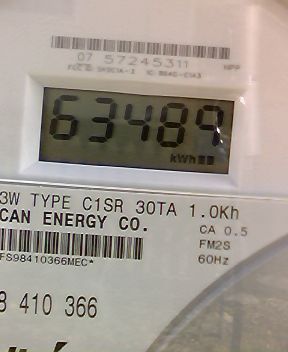 07 57245311
63489
kWh
3W TYPE C1SR 30TA 1.0Kh
CAN ENERGY CO.
CA 0.5
FM2S
60Hz
FS98410366MEC*
8 410 366